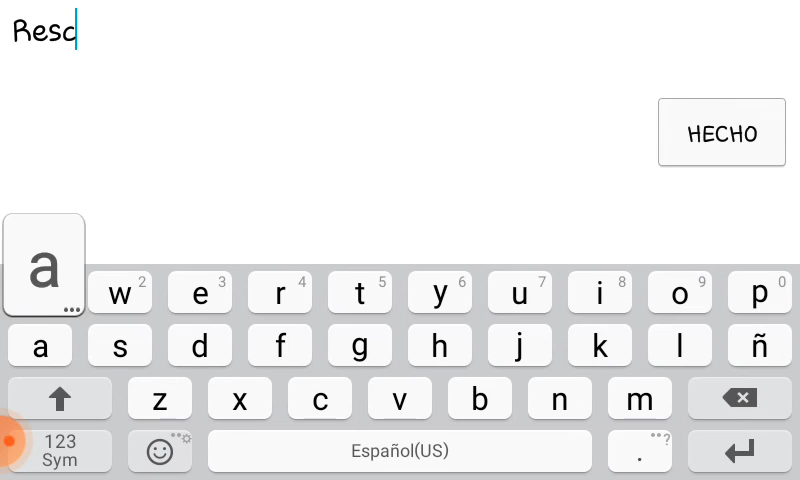 Resc
HECHO
a
w 2 e 3 r 4 t 5 y 6 u 7 i 8 o 9 p 0
a s d f g h j k l ñ
z x c v b n m
123 Sym Español(US) . ?